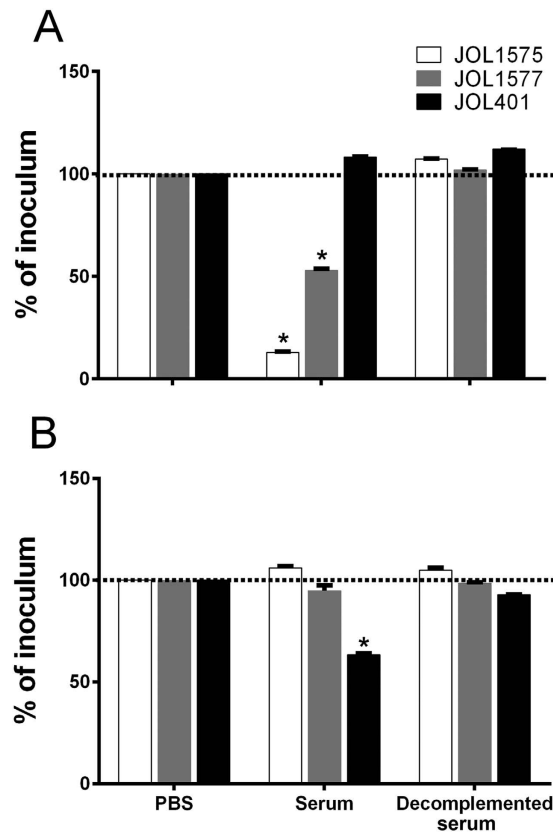 A
JOL1575
JOL1577
JOL401
% of inoculum
150
100
50
0
*
*
B
% of inoculum
150
100
50
0
*
PBS
Serum
Decomplemented
serum